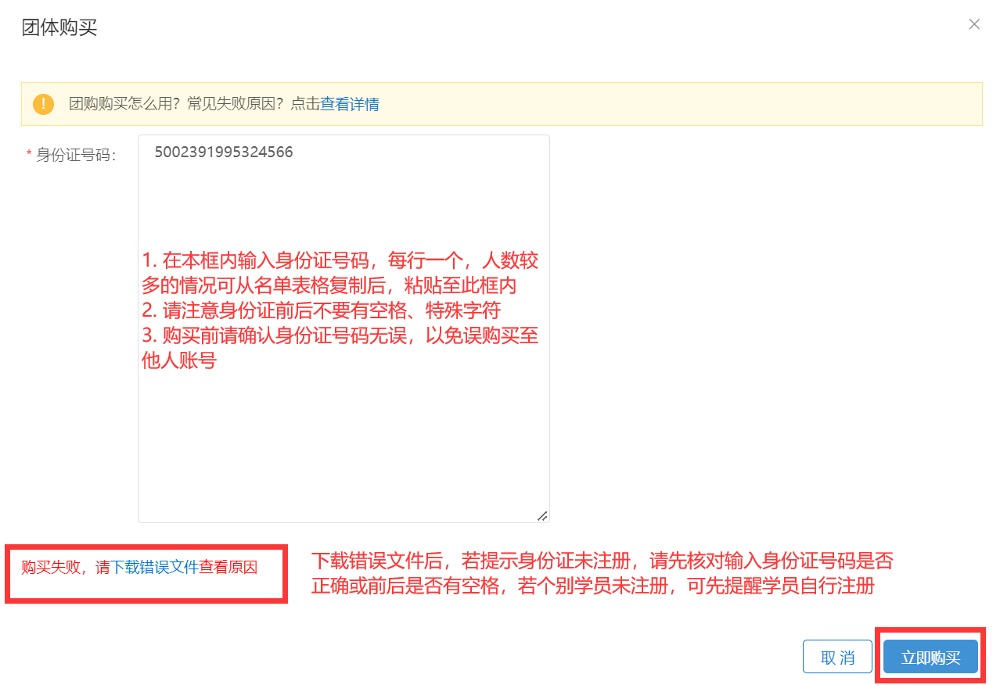 团体购买
团购购买怎么用？常见失败原因？点击查看详情
* 身份证号码：
5002391995324566
1. 在本框内输入身份证号码，每行一个，人数较
多的情况可从名单表格复制后，粘贴至此框内
2. 请注意身份证前后不要有空格、特殊字符
3. 购买前请确认身份证号码无误，以免误购买至
他人账号
购买失败，请下载错误文件查看原因
下载错误文件后，若提示身份证未注册，请先核对输入身份证号码是否
正确或前后是否有空格，若个别学员未注册，可先提醒学员自行注册
取 消
立即购买